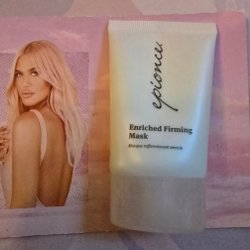 epionce
Enriched Firming
Mask
Masque raffermissant enrichi